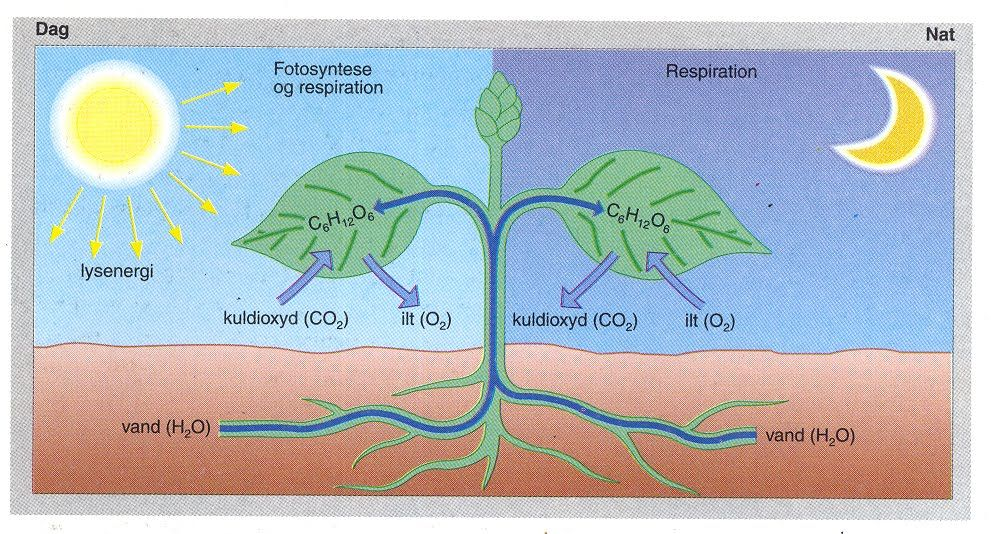 Dag
Nat
Fotosyntese
og respiration
Respiration
C₆H₁₂O₆
C₆H₁₂O₆
lysenergi
kuldioxyd (CO₂)
ilt (O₂)
kuldioxyd (CO₂)
ilt (O₂)
vand (H₂O)
vand (H₂O)